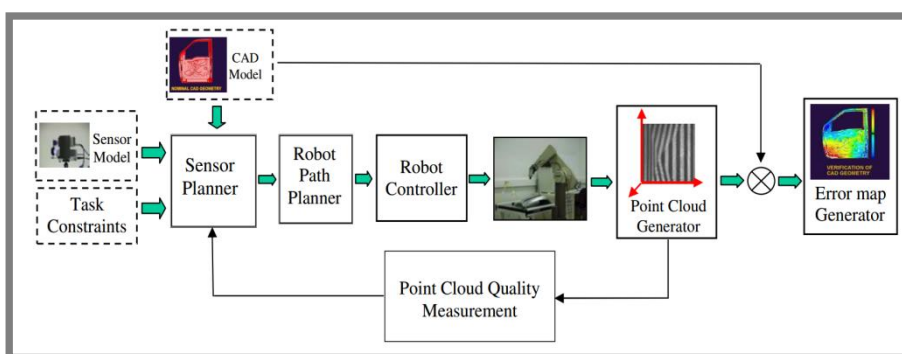 CAD
Model
NOMINAL CAD GEOMETRY
Sensor
Model
Task
Constraints
Sensor
Planner
Robot
Path
Planner
Robot
Controller
Point Cloud
Generator
VERIFICATION OF
CAD GEOMETRY
Error map
Generator
Point Cloud Quality
Measurement